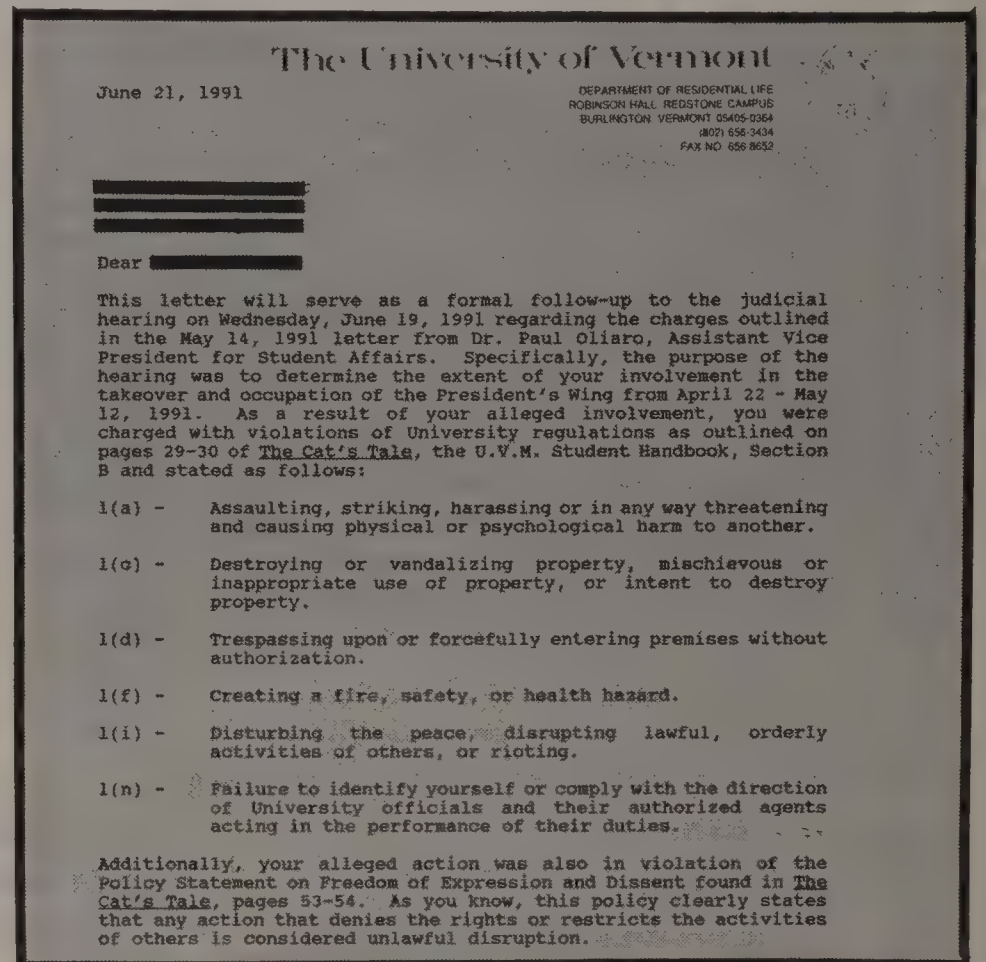 The University of Vermont
June 21, 1991
DEPARTMENT OF RESIDENTIAL LIFE
ROBINSON HALL REDSTONE CAMPUS
BURLINGTON VERMONT 05405-0364
(802) 656-3434
FAX NO 656 8652
Dear
This letter will serve as a formal follow-up to the judicial
hearing on Wednesday, June 19, 1991 regarding the charges outlined
in the May 14, 1991 letter from Dr. Paul Oliaro, Assistant Vice
President for Student Affairs. Specifically, the purpose of the
hearing was to determine the extent of your involvement in the
takeover and occupation of the President's Wing from April 22 - May
12, 1991. As a result of your alleged involvement, you were
charged with violations of University regulations as outlined on
pages 29-30 of The Cat's Tale, the U.V.M. Student Handbook, Section
B and stated as follows:
1(a) - Assaulting, striking, harassing or in any way threatening
and causing physical or psychological harm to another.
1(c) - Destroying or vandalizing property, mischievous or
inappropriate use of property, or intent to destroy
property.
1(d) - Trespassing upon or forcefully entering premises without
authorization.
1(f) - Creating a fire, safety, or health hazard.
1(i) - Disturbing the peace, disrupting lawful, orderly
activities of others, or rioting.
1(n) - Failure to identify yourself or comply with the direction
of University officials and their authorized agents
acting in the performance of their duties.
Additionally, your alleged action was also in violation of the
Policy Statement on Freedom of Expression and Dissent found in The
Cat's Tale, pages 53-54. As you know, this policy clearly states
that any action that denies the rights or restricts the activities
of others is considered unlawful disruption.